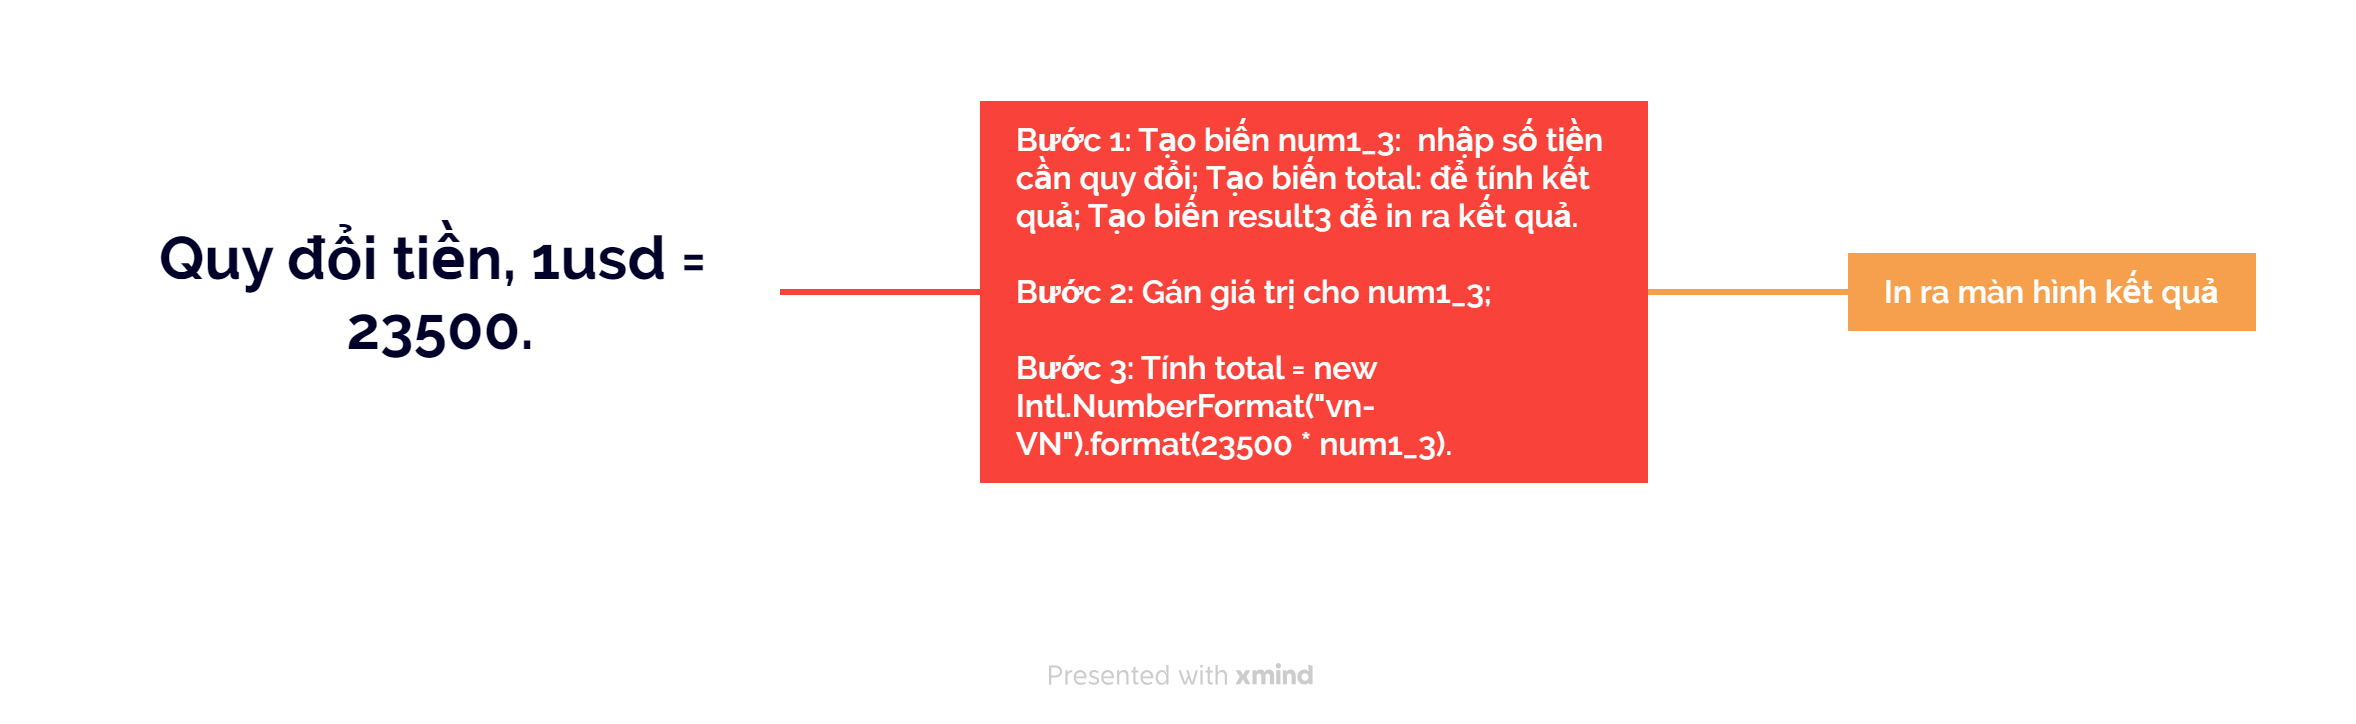 Quy đổi tiền, 1usd =
23500.
Bước 1: Tạo biến num1_3:  nhập số tiền
cần quy đổi; Tạo biến total: để tính kết
quả; Tạo biến result3 để in ra kết quả.
Bước 2: Gán giá trị cho num1_3;
Bước 3: Tính total = new
Intl.NumberFormat("vn-
VN").format(23500 * num1_3).
In ra màn hình kết quả
Presented with xmind